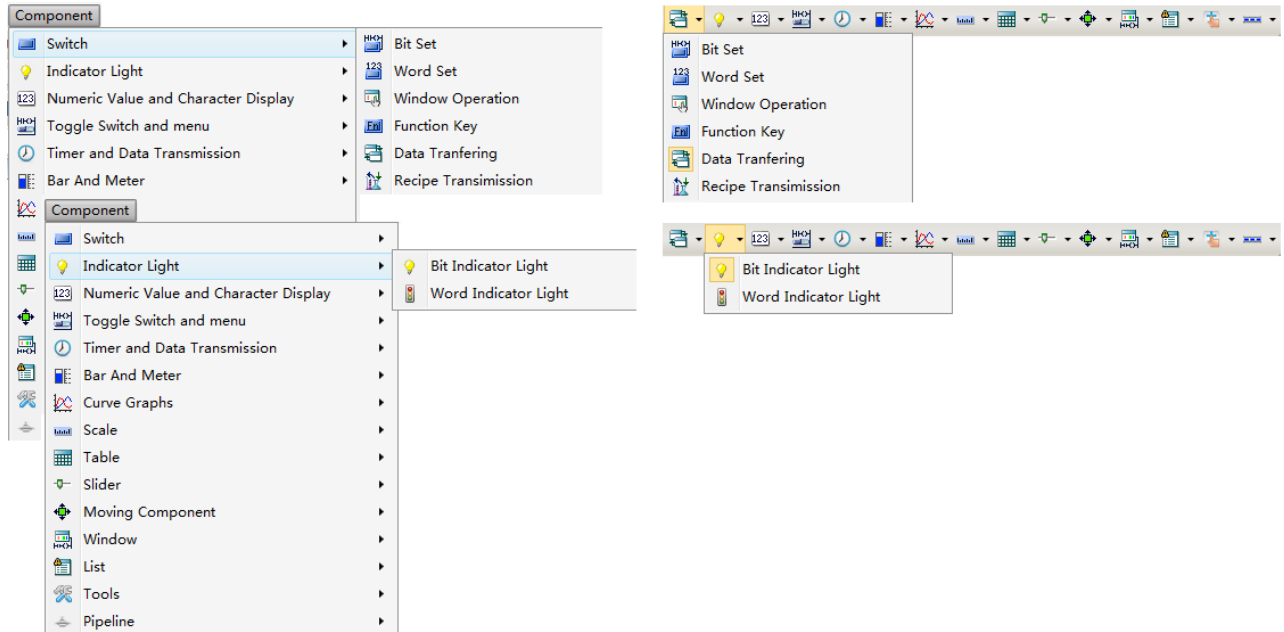 Component
Switch
Indicator Light
Numeric Value and Character Display
Toggle Switch and menu
Timer and Data Transmission
Bar And Meter
Bit Set
Word Set
Window Operation
Function Key
Data Tranfering
Recipe Transimission
Component
Switch
Indicator Light
Numeric Value and Character Display
Toggle Switch and menu
Timer and Data Transmission
Bar And Meter
Curve Graphs
Scale
Table
Slider
Moving Component
Window
List
Tools
Pipeline
Bit Indicator Light
Word Indicator Light
123
Bit Set
Word Set
Window Operation
Function Key
Data Tranfering
Recipe Transimission
123
Bit Indicator Light
Word Indicator Light